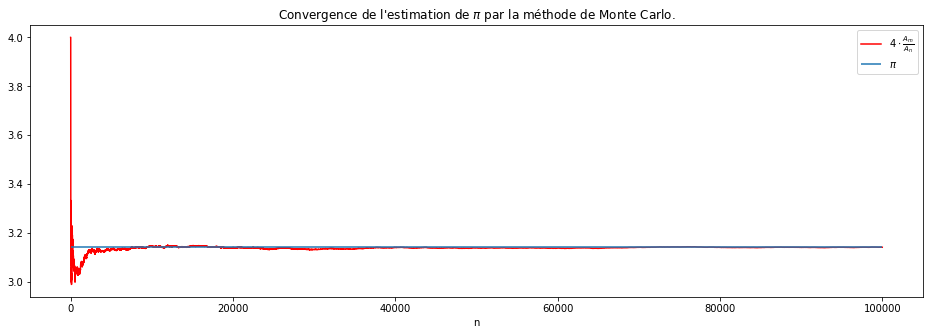 Convergence de l'estimation de π par la méthode de Monte Carlo.
4 · A_m/A_n
π
4.0
3.8
3.6
3.4
3.2
3.0
0 20000 40000 60000 80000 100000
n